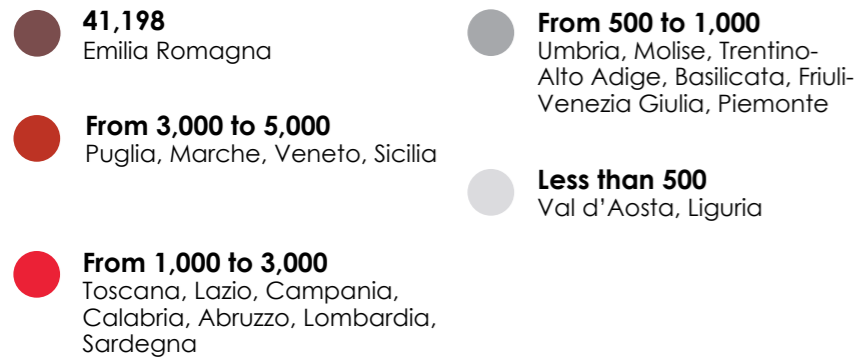 41,198
Emilia Romagna
From 3,000 to 5,000
Puglia, Marche, Veneto, Sicilia
From 1,000 to 3,000
Toscana, Lazio, Campania,
Calabria, Abruzzo, Lombardia,
Sardegna
From 500 to 1,000
Umbria, Molise, Trentino-
Alto Adige, Basilicata, Friuli-
Venezia Giulia, Piemonte
Less than 500
Val d’Aosta, Liguria